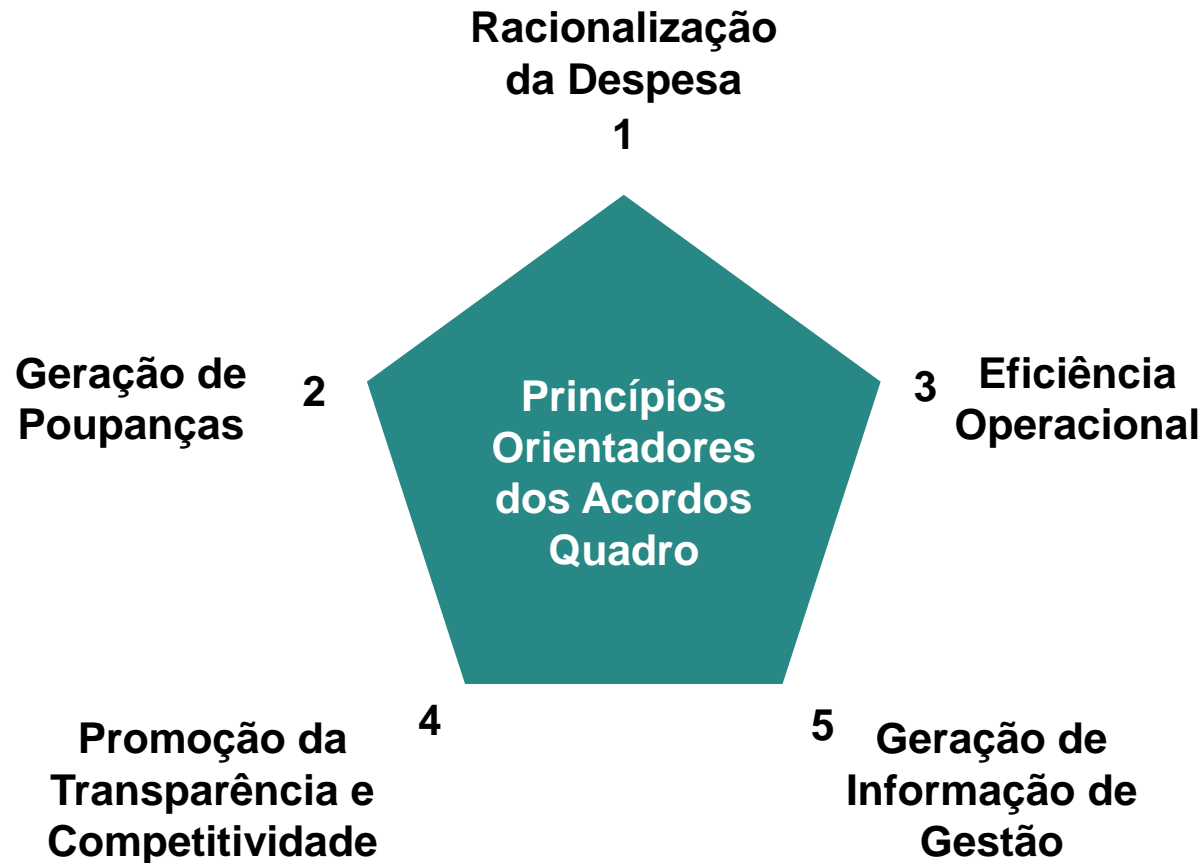 Racionalização
da Despesa
1
Geração de
Poupanças
2
3
Eficiência
Operacional
Princípios
Orientadores
dos Acordos
Quadro
4
Promoção da
Transparência e
Competitividade
5
Geração de
Informação de
Gestão